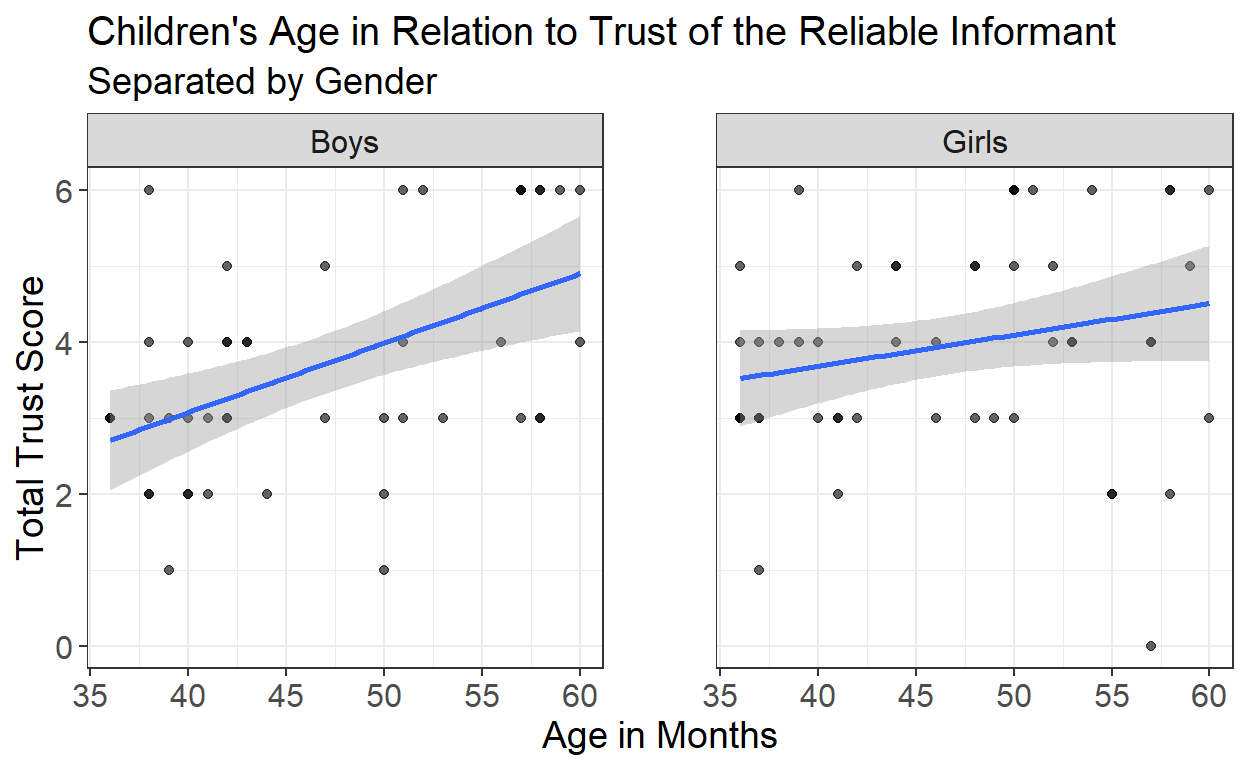 Children's Age in Relation to Trust of the Reliable Informant
Separated by Gender
Boys
Girls
Total Trust Score
6
4
2
0
35 40 45 50 55 60
35 40 45 50 55 60
Age in Months